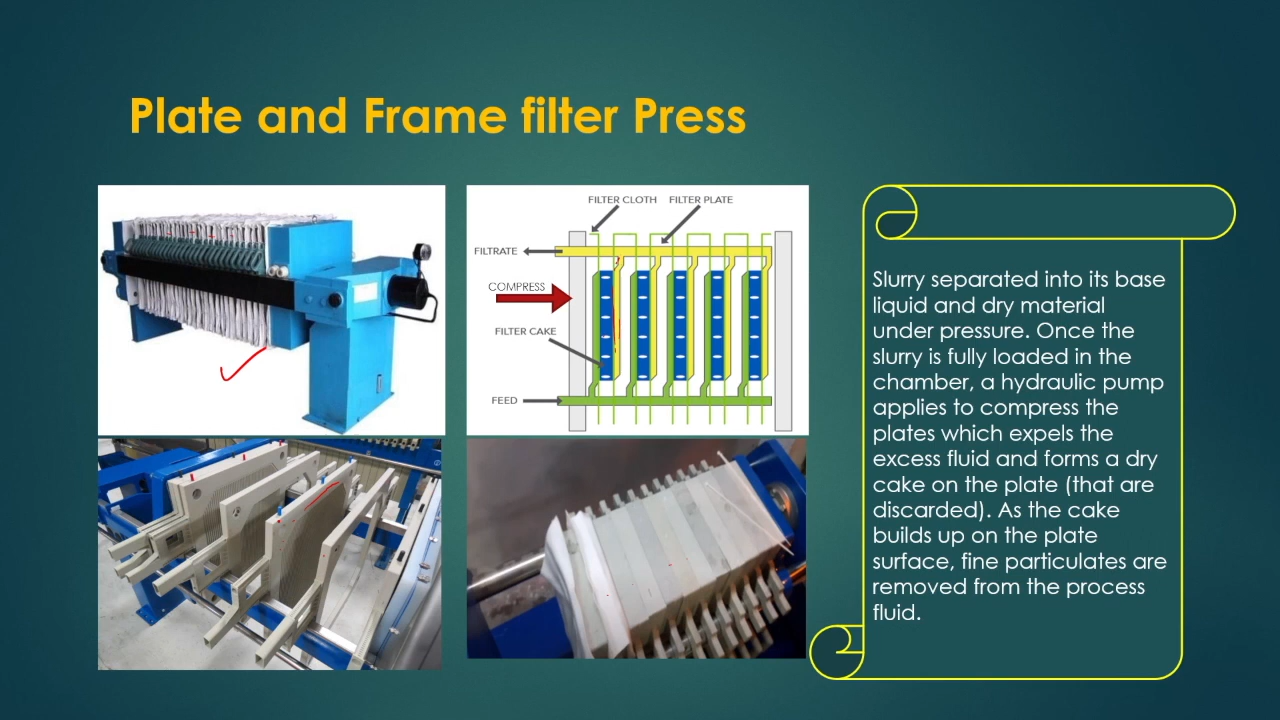 Plate and Frame filter Press
FILTER CLOTH FILTER PLATE
FILTRATE
COMPRESS
FILTER CAKE
FEED
Slurry separated into its base
liquid and dry material
under pressure. Once the
slurry is fully loaded in the
chamber, a hydraulic pump
applies to compress the
plates which expels the
excess fluid and forms a dry
cake on the plate (that are
discarded). As the cake
builds up on the plate
surface, fine particulates are
removed from the process
fluid.